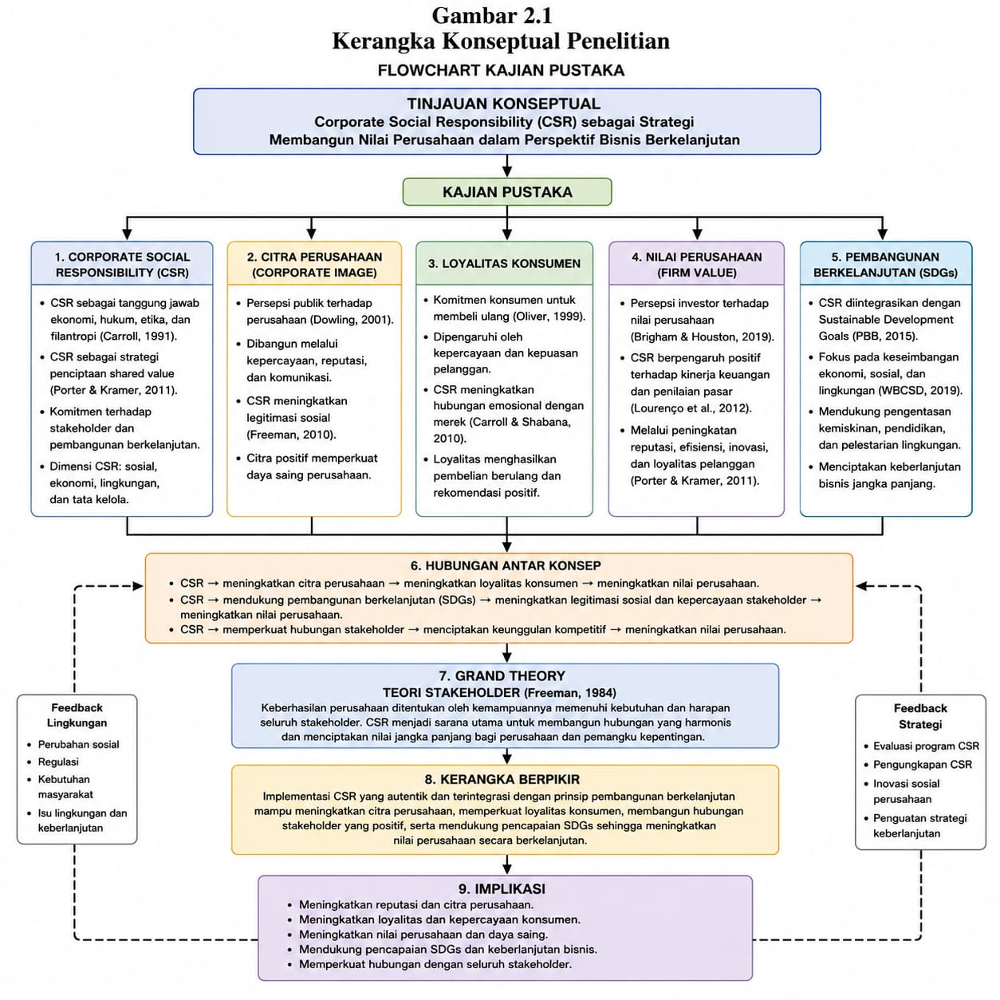 Gambar 2.1
Kerangka Konseptual Penelitian
FLOWCHART KAJIAN PUSTAKA
TINJAUAN KONSEPTUAL
Corporate Social Responsibility (CSR) sebagai Strategi
Membangun Nilai Perusahaan dalam Perspektif Bisnis Berkelanjutan
KAJIAN PUSTAKA
1. CORPORATE SOCIAL
RESPONSIBILITY (CSR)
• CSR sebagai tanggung jawab
ekonomi, hukum, etika, dan
filantropi (Carroll, 1991).
• CSR sebagai strategi
penciptaan shared value
(Porter & Kramer, 2011).
• Komitmen terhadap
stakeholder dan
pembangunan berkelanjutan.
• Dimensi CSR: sosial,
ekonomi, lingkungan,
dan tata kelola.
2. CITRA PERUSAHAAN
(CORPORATE IMAGE)
• Persepsi publik terhadap
perusahaan (Dowling, 2001).
• Dibangun melalui
kepercayaan, reputasi,
dan komunikasi.
• CSR meningkatkan
legitimasi sosial
(Freeman, 2010).
• Citra positif memperkuat
daya saing perusahaan.
3. LOYALITAS KONSUMEN
• Komitmen konsumen untuk
membeli ulang (Oliver, 1999).
• Dipengaruhi oleh
kepercayaan dan kepuasan
pelanggan.
• CSR meningkatkan
hubungan emosional dengan
merek (Carroll & Shabana,
2010).
• Loyalitas menghasilkan
pembelian berulang dan
rekomendasi positif.
4. NILAI PERUSAHAAN
(FIRM VALUE)
• Persepsi investor terhadap
nilai perusahaan
(Brigham & Houston, 2019).
• CSR berpengaruh positif
terhadap kinerja keuangan
dan penilaian pasar
(Lourenço et al., 2012).
• Melalui peningkatan
reputasi, efisiensi, inovasi,
dan loyalitas pelanggan
(Porter & Kramer, 2011).
5. PEMBANGUNAN
BERKELANJUTAN (SDGs)
• CSR diintegrasikan dengan
Sustainable Development
Goals (PBB, 2015).
• Fokus pada keseimbangan
ekonomi, sosial, dan
lingkungan (WBCSD, 2019).
• Mendukung pengentasan
kemiskinan, pendidikan,
dan pelestarian lingkungan.
• Menciptakan keberlanjutan
bisnis jangka panjang.
6. HUBUNGAN ANTAR KONSEP
• CSR → meningkatkan citra perusahaan → meningkatkan loyalitas konsumen → meningkatkan nilai perusahaan.
• CSR → mendukung pembangunan berkelanjutan (SDGs) → meningkatkan legitimasi sosial dan kepercayaan stakeholder →
meningkatkan nilai perusahaan.
• CSR → memperkuat hubungan stakeholder → menciptakan keunggulan kompetitif → meningkatkan nilai perusahaan.
7. GRAND THEORY
TEORI STAKEHOLDER (Freeman, 1984)
Keberhasilan perusahaan ditentukan oleh kemampuannya memenuhi kebutuhan dan harapan
seluruh stakeholder. CSR menjadi sarana utama untuk membangun hubungan yang harmonis
dan menciptakan nilai jangka panjang bagi perusahaan dan pemangku kepentingan.
Feedback
Lingkungan
• Perubahan sosial
• Regulasi
• Kebutuhan
masyarakat
• Isu lingkungan dan
keberlanjutan
Feedback
Strategi
• Evaluasi program CSR
• Pengungkapan CSR
• Inovasi sosial
perusahaan
• Penguatan strategi
keberlanjutan
8. KERANGKA BERPIKIR
Implementasi CSR yang autentik dan terintegrasi dengan prinsip pembangunan berkelanjutan
mampu meningkatkan citra perusahaan, memperkuat loyalitas konsumen, membangun hubungan
stakeholder yang positif, serta mendukung pencapaian SDGs sehingga meningkatkan
nilai perusahaan secara berkelanjutan.
9. IMPLIKASI
• Meningkatkan reputasi dan citra perusahaan.
• Meningkatkan loyalitas dan kepercayaan konsumen.
• Meningkatkan nilai perusahaan dan daya saing.
• Mendukung pencapaian SDGs dan keberlanjutan bisnis.
• Memperkuat hubungan dengan seluruh stakeholder.